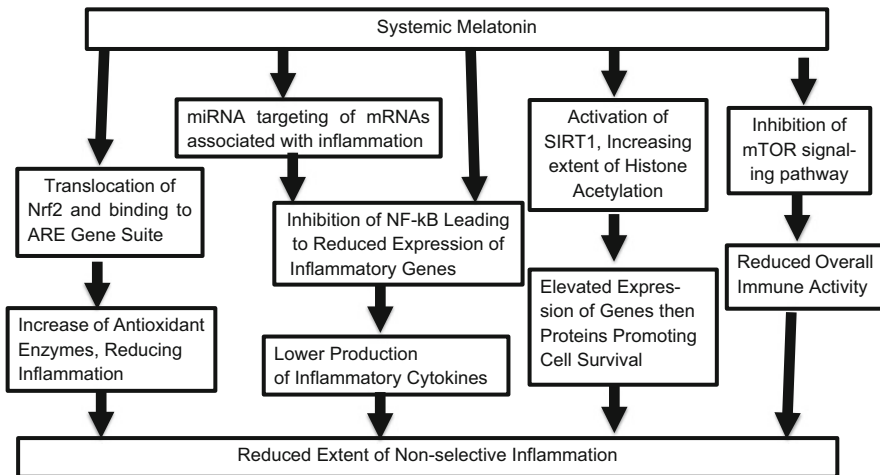 Systemic Melatonin
miRNA targeting of mRNAs
associated with inflammation
Activation of
SIRT1, Increasing
extent of Histone
Acetylation
Inhibition of
mTOR signal-
ing pathway
Translocation of
Nrf2 and binding to
ARE Gene Suite
Inhibition of NF-kB Leading
to Reduced Expression of
Inflammatory Genes
Reduced Overall
Immune Activity
Elevated Expres-
sion of Genes then
Proteins Promoting
Cell Survival
Increase of Antioxidant
Enzymes, Reducing
Inflammation
Lower Production
of Inflammatory Cytokines
Reduced Extent of Non-selective Inflammation